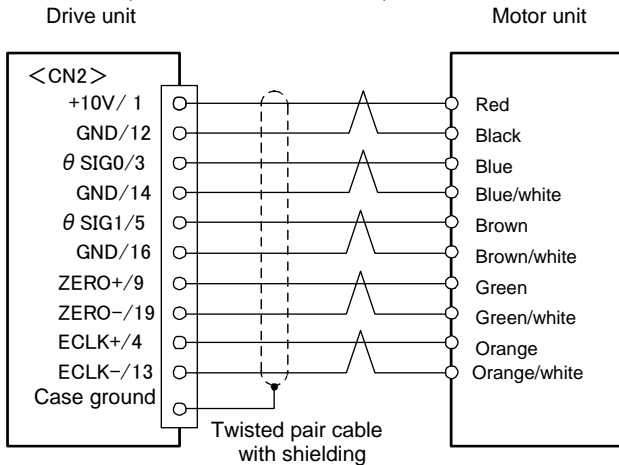 Drive unit
Motor unit
＜CN2＞
+10V/ 1
Red
GND/12
Black
θ SIG0/3
Blue
GND/14
Blue/white
θ SIG1/5
Brown
GND/16
Brown/white
ZERO+/9
Green
ZERO−/19
Green/white
ECLK+/4
Orange
ECLK−/13
Orange/white
Case ground
Twisted pair cable
with shielding